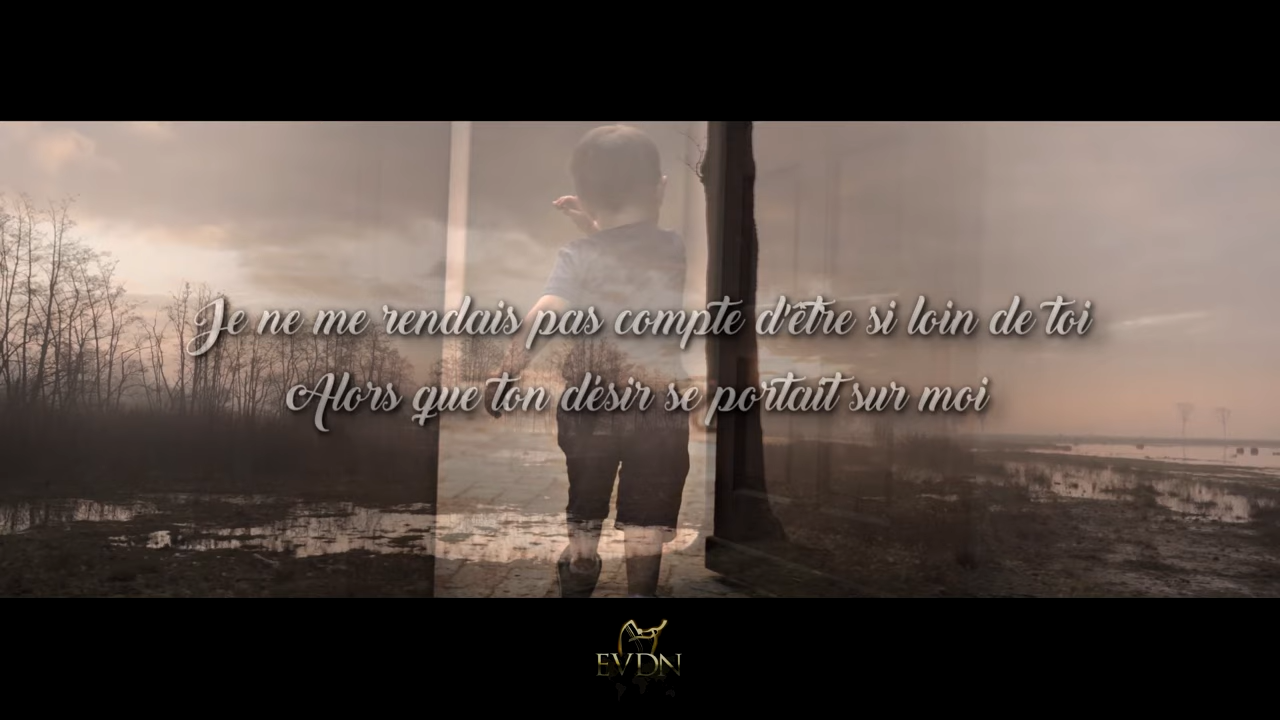 Je ne me rendais pas compte d'être si loin de toi
Alors que ton désir se portait sur moi
EVDN